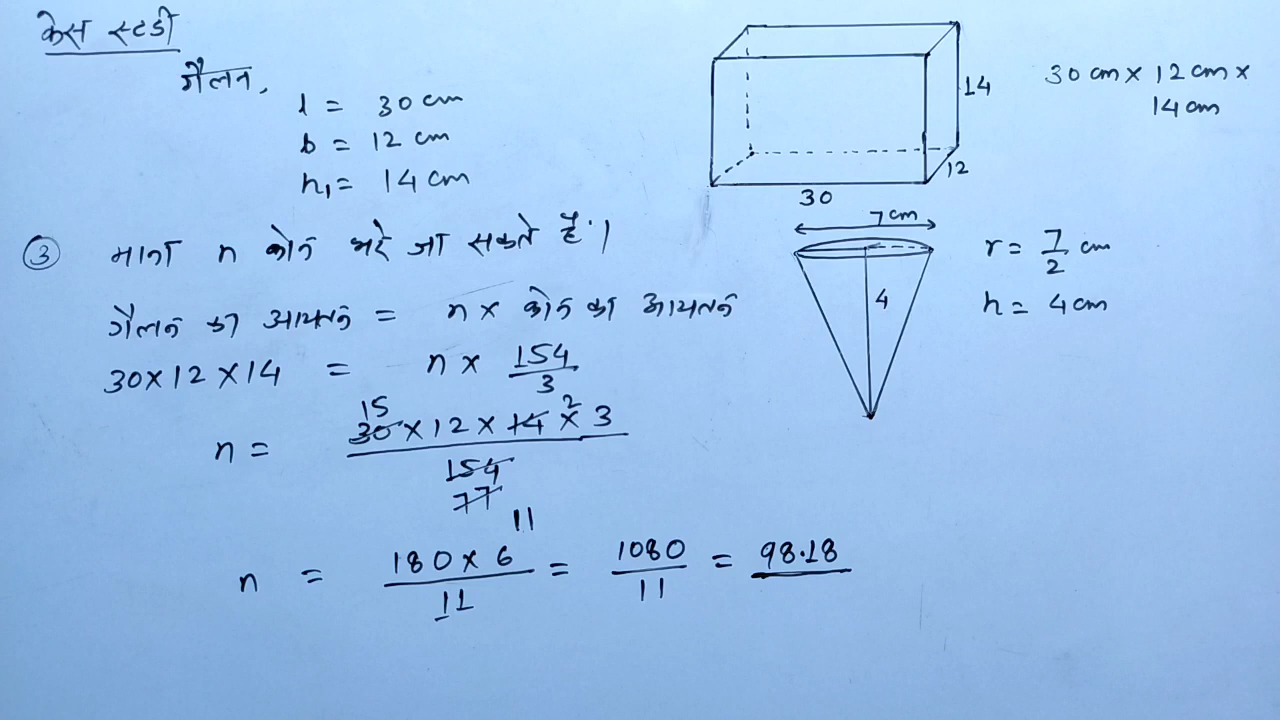 केस स्टडी
गैलन,
l = 30 cm
b = 12 cm
h₁ = 14 cm
14
12
30
30 cm x 12 cm x
14 cm
③ माना n कोन भरे जा सकते हैं।
7 cm
4
r = 7/2 cm
h = 4 cm
गैलन का आयतन = n x कोन का आयतन
30 x 12 x 14 = n x 154/3
15 2
n = 30 x 12 x 14 x 3 / 154
77
11
n = 180 x 6 / 11 = 1080 / 11 = 98.18